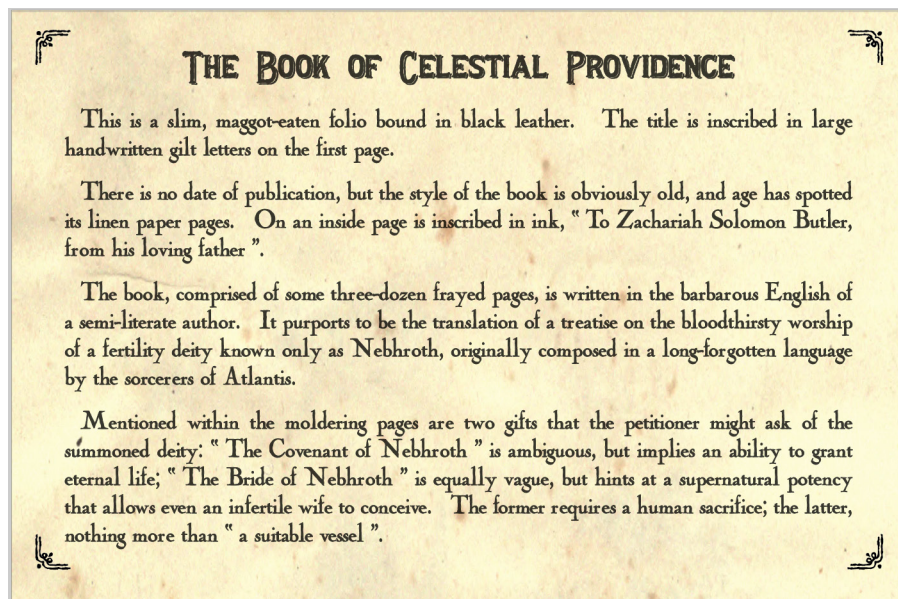 The Book of Celestial Providence
This is a slim, maggot-eaten folio bound in black leather. The title is inscribed in large
handwritten gilt letters on the first page.
There is no date of publication, but the style of the book is obviously old, and age has spotted
its linen paper pages. On an inside page is inscribed in ink, “ To Zachariah Solomon Butler,
from his loving father ”.
The book, comprised of some three-dozen frayed pages, is written in the barbarous English of
a semi-literate author. It purports to be the translation of a treatise on the bloodthirsty worship
of a fertility deity known only as Nebhroth, originally composed in a long-forgotten language
by the sorcerers of Atlantis.
Mentioned within the moldering pages are two gifts that the petitioner might ask of the
summoned deity: “ The Covenant of Nebhroth ” is ambiguous, but implies an ability to grant
eternal life; “ The Bride of Nebhroth ” is equally vague, but hints at a supernatural potency
that allows even an infertile wife to conceive. The former requires a human sacrifice; the latter,
nothing more than “ a suitable vessel ”.